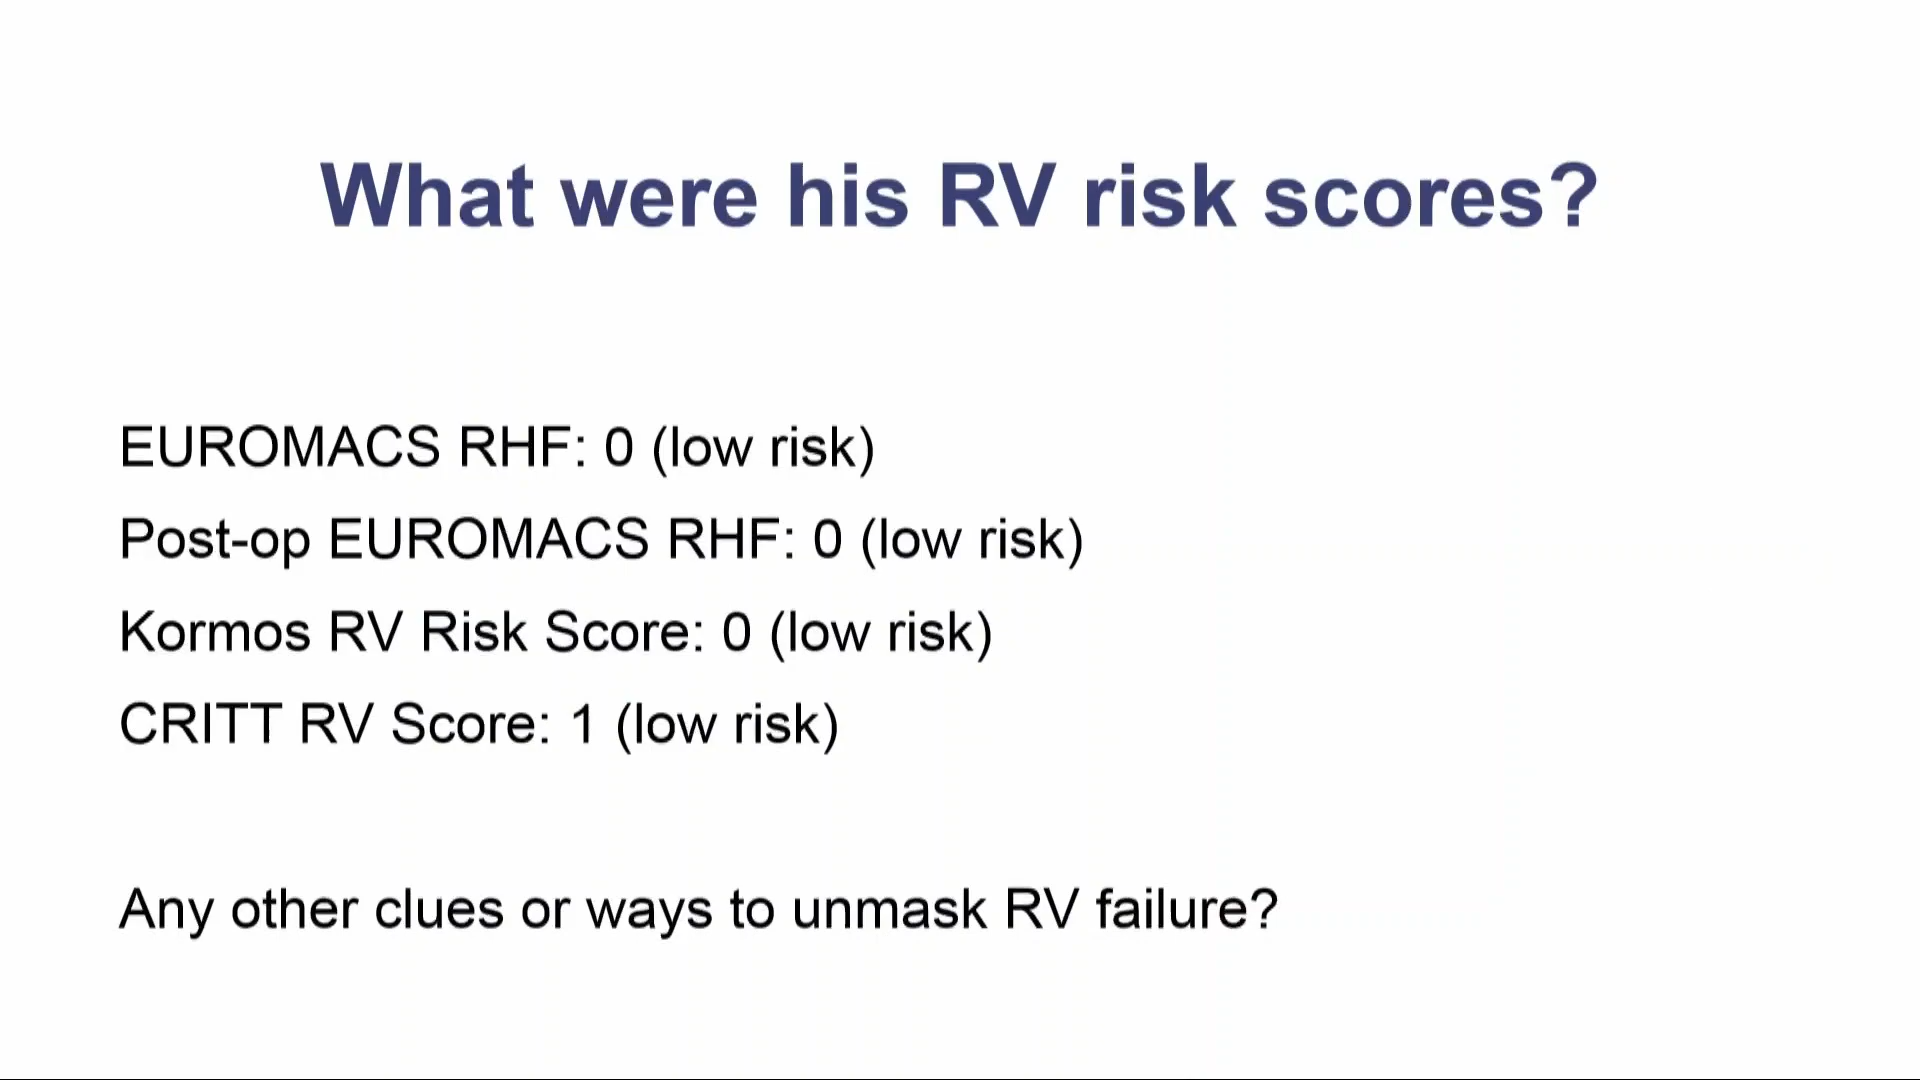 What were his RV risk scores?
EUROMACS RHF: 0 (low risk)
Post-op EUROMACS RHF: 0 (low risk)
Kormos RV Risk Score: 0 (low risk)
CRITT RV Score: 1 (low risk)
Any other clues or ways to unmask RV failure?